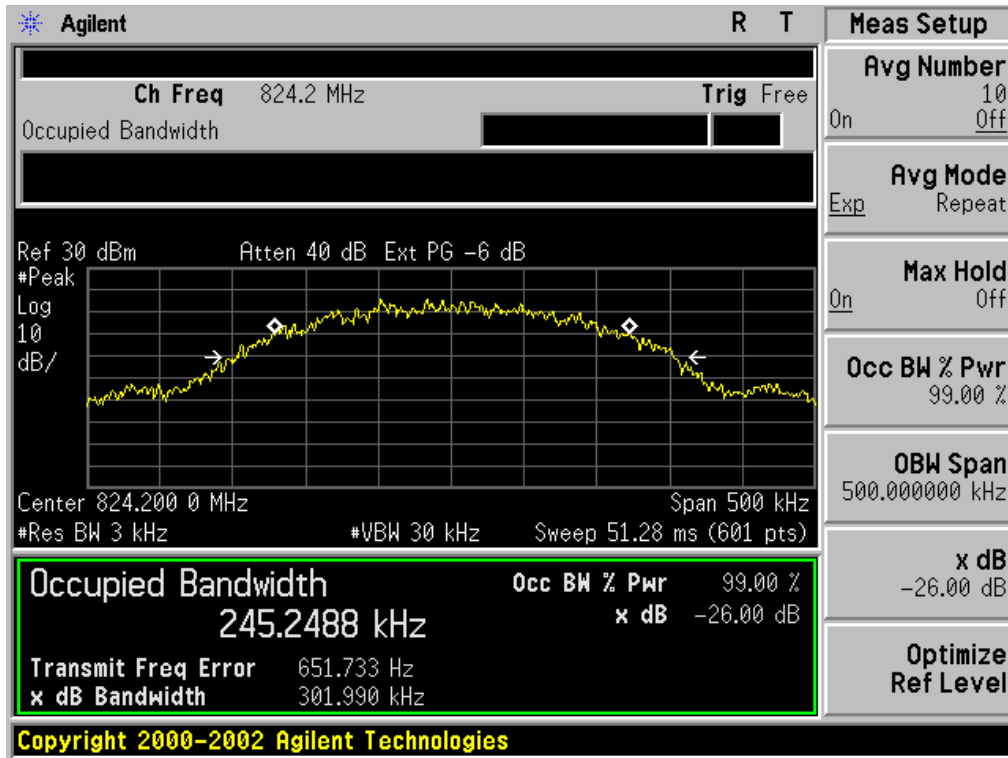 Agilent R T
Ch Freq 824.2 MHz Trig Free
Occupied Bandwidth
Ref 30 dBm Atten 40 dB Ext PG -6 dB
#Peak
Log
10
dB/
Center 824.200 0 MHz Span 500 kHz
#Res BW 3 kHz #VBW 30 kHz Sweep 51.28 ms (601 pts)
Occupied Bandwidth Occ BW % Pwr 99.00 %
245.2488 kHz x dB -26.00 dB
Transmit Freq Error 651.733 Hz
x dB Bandwidth 301.990 kHz
Copyright 2000-2002 Agilent Technologies
Meas Setup
Avg Number
10
On Off
Avg Mode
Exp Repeat
Max Hold
On Off
Occ BW % Pwr
99.00 %
OBW Span
500.000000 kHz
x dB
-26.00 dB
Optimize
Ref Level